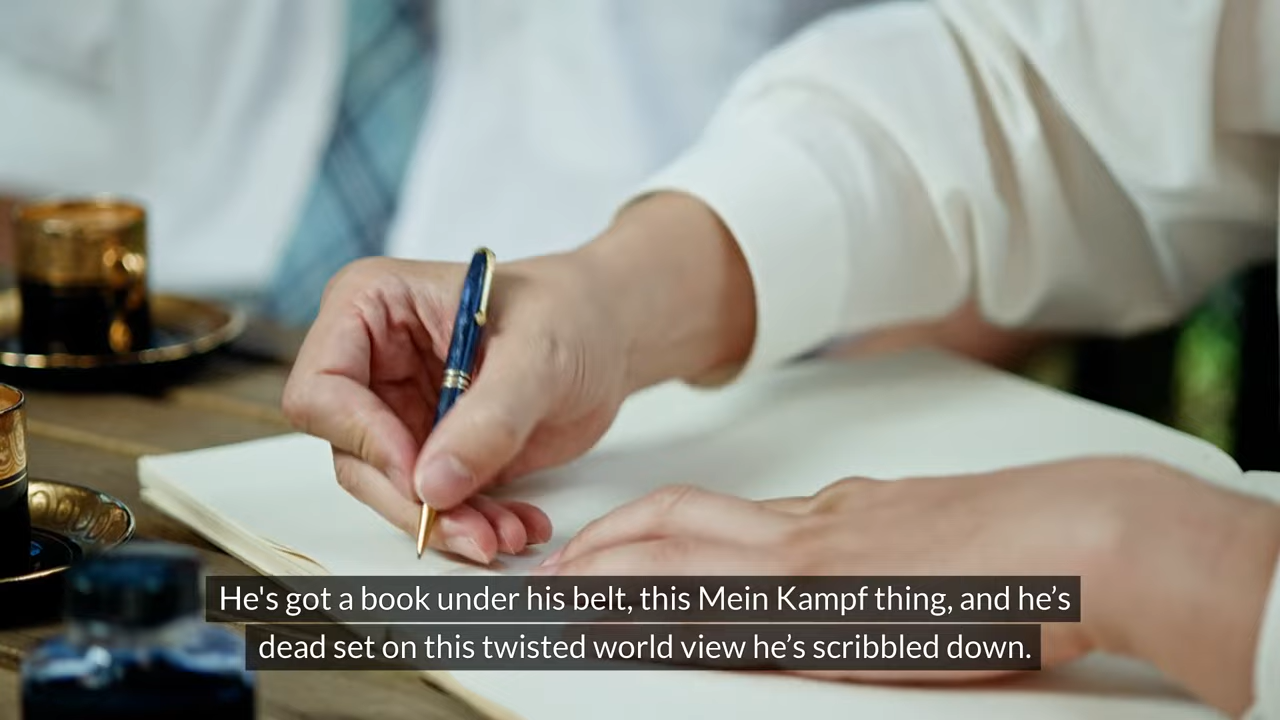 He's got a book under his belt, this Mein Kampf thing, and he’s
dead set on this twisted world view he’s scribbled down.